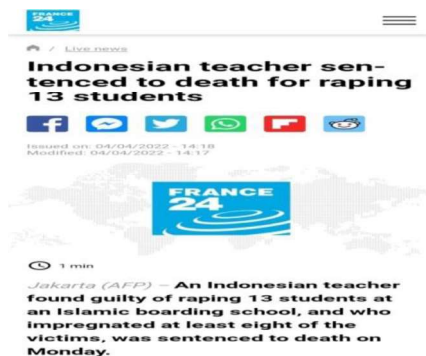 FRANCE
24
/ Live news
Indonesian teacher sen-
tenced to death for raping
13 students
Issued on: 04/04/2022 - 14:18
Modified: 04/04/2022 - 14:17
FRANCE
24
1 min
Jakarta (AFP) – An Indonesian teacher
found guilty of raping 13 students at
an Islamic boarding school, and who
impregnated at least eight of the
victims, was sentenced to death on
Monday.